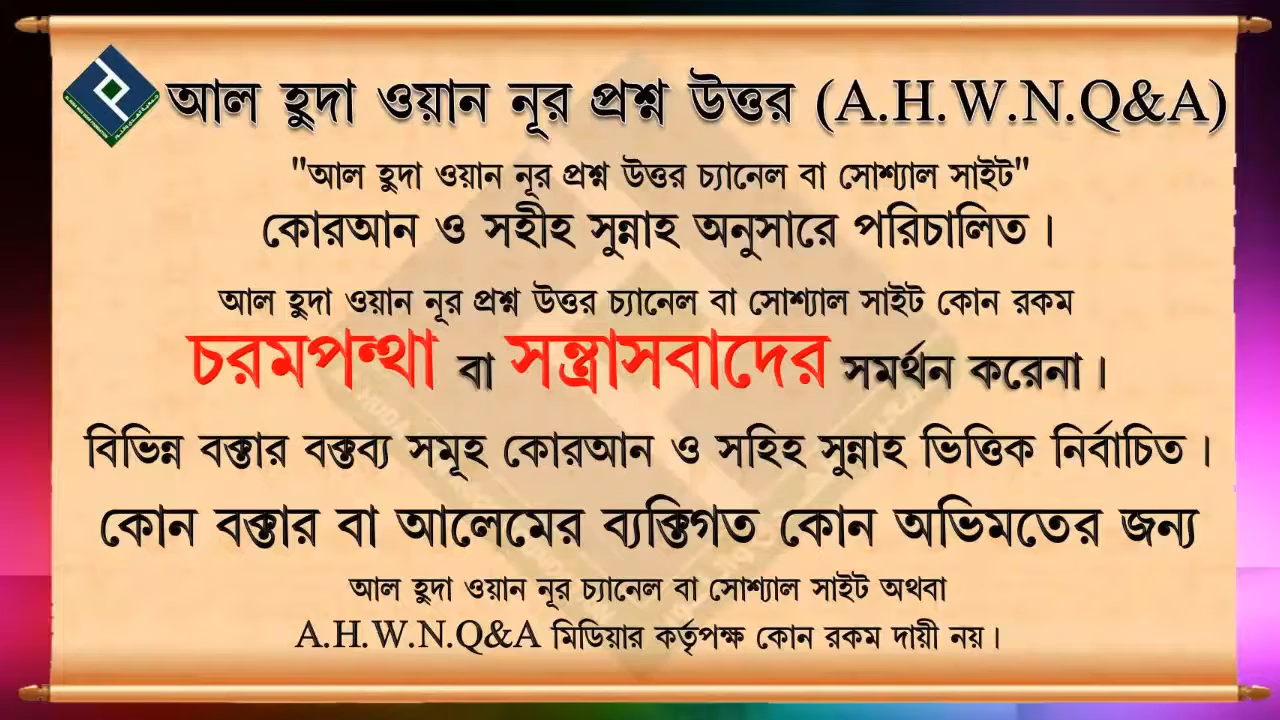 আল হুদা ওয়ান নূর প্রশ্ন উত্তর (A.H.W.N.Q&A)
"আল হুদা ওয়ান নূর প্রশ্ন উত্তর চ্যানেল বা সোশ্যাল সাইট"
কোরআন ও সহীহ সুন্নাহ অনুসারে পরিচালিত।
আল হুদা ওয়ান নূর প্রশ্ন উত্তর চ্যানেল বা সোশ্যাল সাইট কোন রকম
চরমপন্থা বা সন্ত্রাসবাদের সমর্থন করেনা।
বিভিন্ন বক্তার বক্তব্য সমূহ কোরআন ও সহিহ সুন্নাহ ভিত্তিক নির্বাচিত।
কোন বক্তার বা আলেমের ব্যক্তিগত কোন অভিমতের জন্য
আল হুদা ওয়ান নূর চ্যানেল বা সোশ্যাল সাইট অথবা
A.H.W.N.Q&A মিডিয়ার কর্তৃপক্ষ কোন রকম দায়ী নয়।